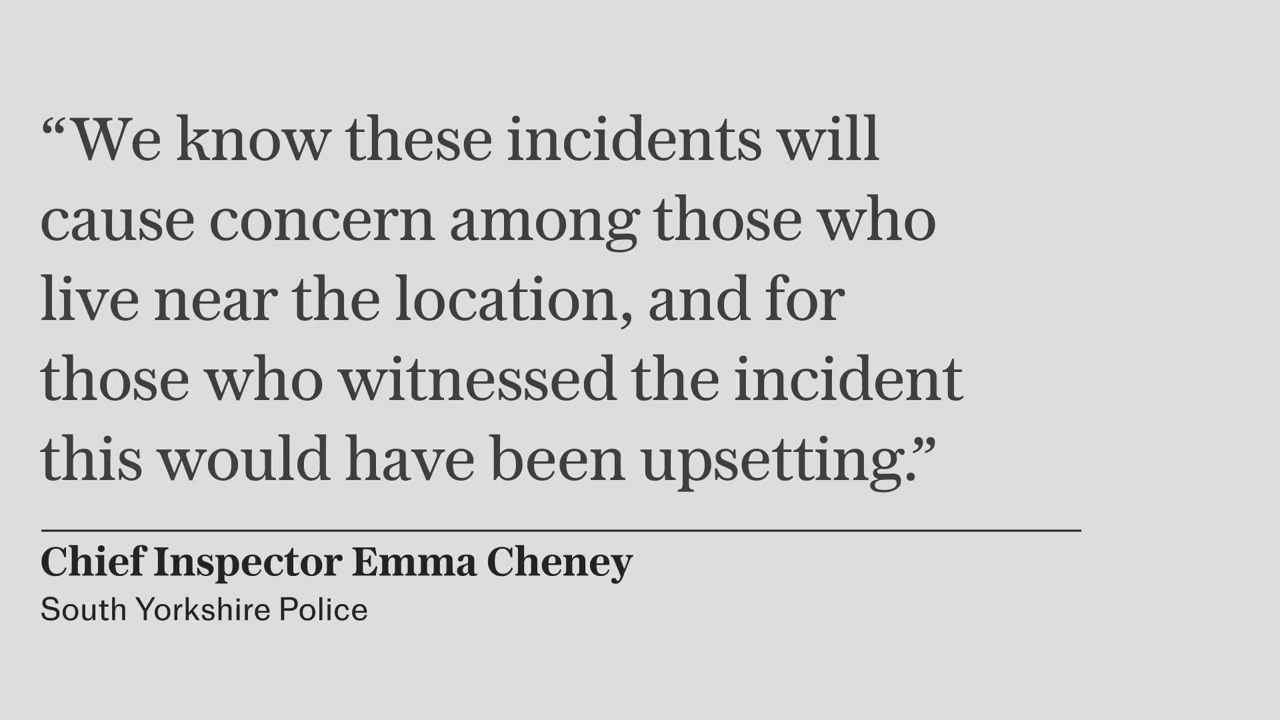 “We know these incidents will
cause concern among those who
live near the location, and for
those who witnessed the incident
this would have been upsetting.”
Chief Inspector Emma Cheney
South Yorkshire Police